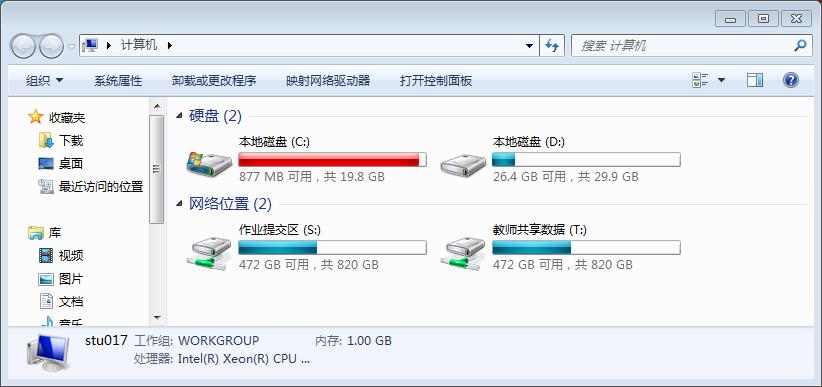 计算机
搜索 计算机
组织 系统属性 卸载或更改程序 映射网络驱动器 打开控制面板
收藏夹
下载
桌面
最近访问的位置
库
视频
图片
文档
音乐
硬盘 (2)
本地磁盘 (C:)
877 MB 可用，共 19.8 GB
本地磁盘 (D:)
26.4 GB 可用，共 29.9 GB
网络位置 (2)
作业提交区 (S:)
472 GB 可用，共 820 GB
教师共享数据 (T:)
472 GB 可用，共 820 GB
stu017 工作组: WORKGROUP 内存: 1.00 GB
处理器: Intel(R) Xeon(R) CPU ...